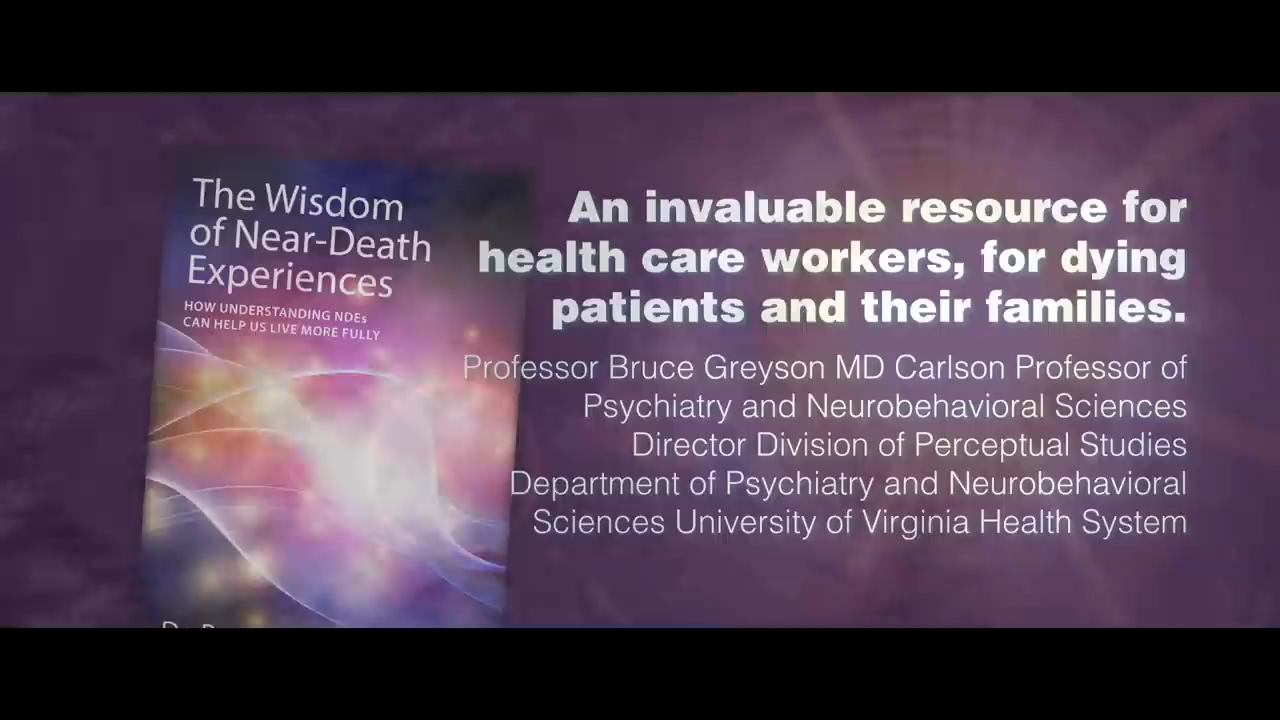 The Wisdom
of Near-Death
Experiences
HOW UNDERSTANDING NDEs
CAN HELP US LIVE MORE FULLY
An invaluable resource for
health care workers, for dying
patients and their families.
Professor Bruce Greyson MD Carlson Professor of
Psychiatry and Neurobehavioral Sciences
Director Division of Perceptual Studies
Department of Psychiatry and Neurobehavioral
Sciences University of Virginia Health System